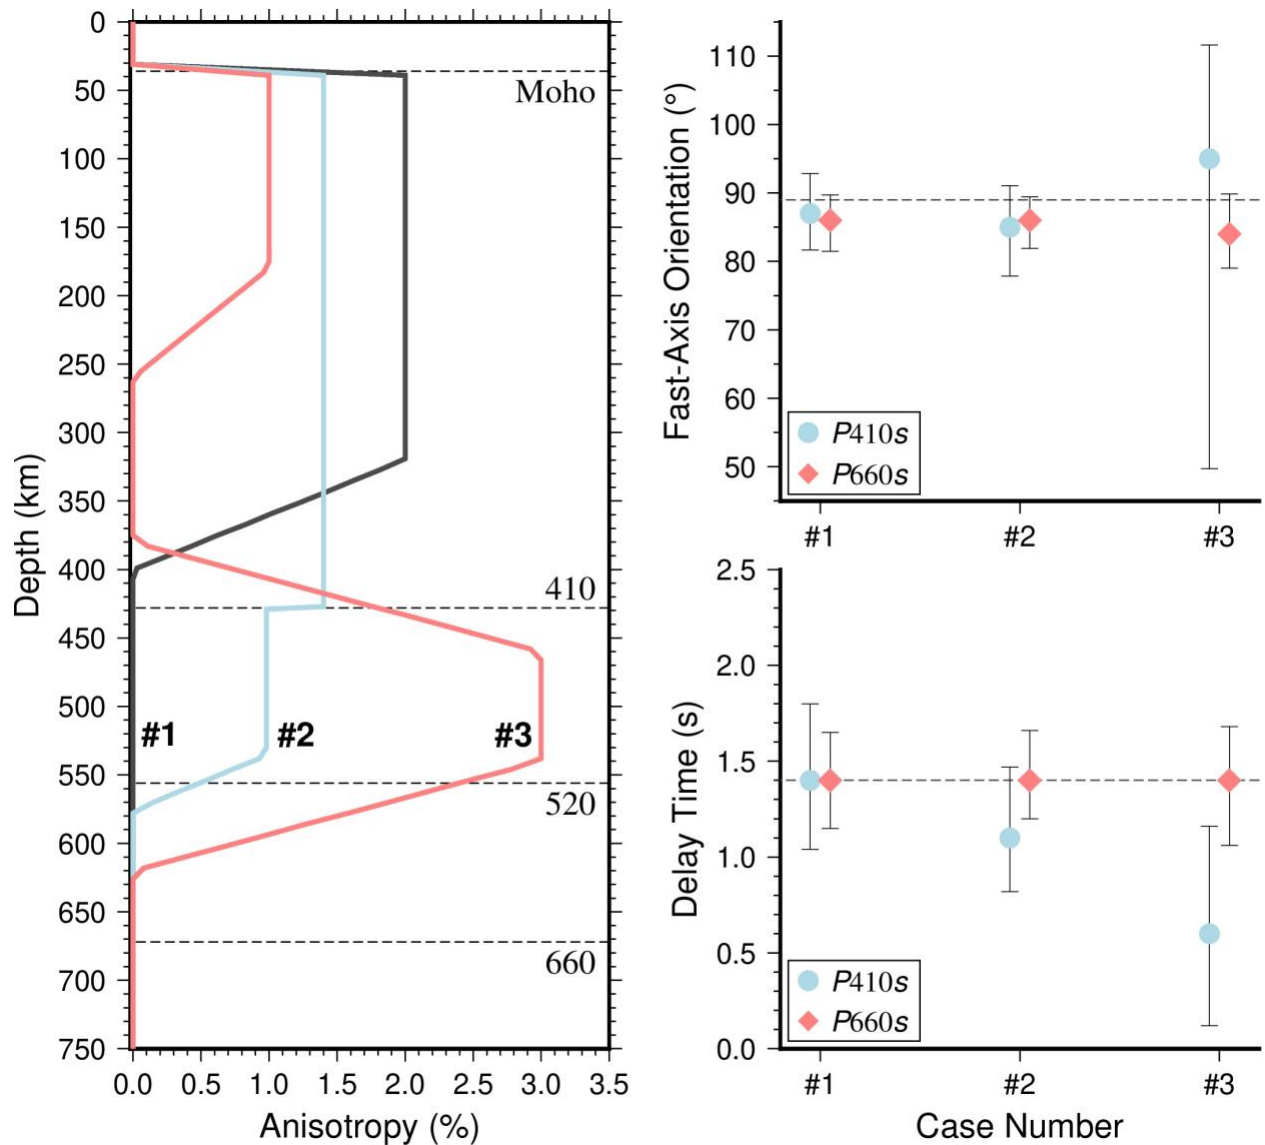 0
50
100
150
200
250
300
350
400
450
500
550
600
650
700
750
Depth (km)
Moho
410
520
660
#1
#2
#3
0.0 0.5 1.0 1.5 2.0 2.5 3.0 3.5
Anisotropy (%)
110
100
90
80
70
60
50
Fast-Axis Orientation (°)
P410s
P660s
#1 #2 #3
2.5
2.0
1.5
1.0
0.5
0.0
Delay Time (s)
P410s
P660s
#1 #2 #3
Case Number